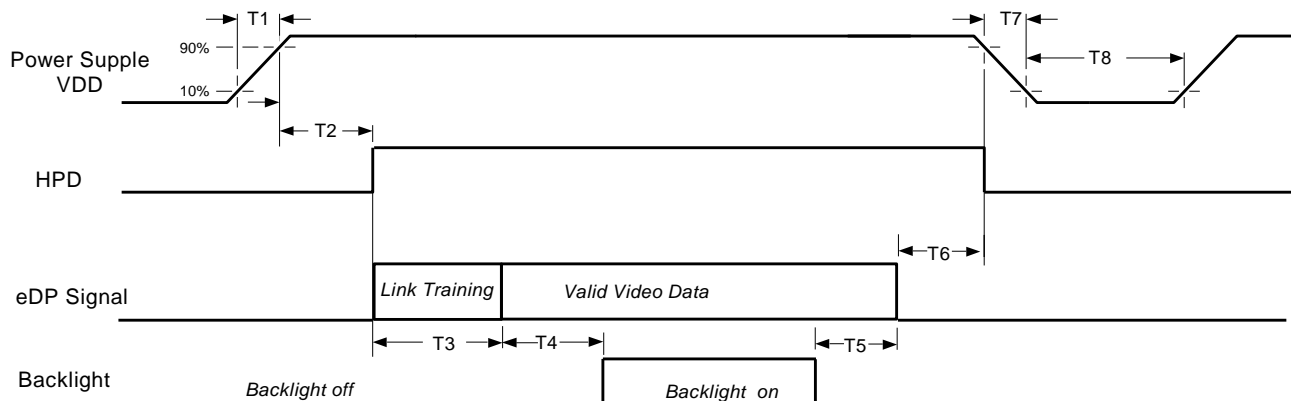 T1
90%
Power Supple
VDD
10%
T2
T7
T8
HPD
T6
eDP Signal
Link Training
Valid Video Data
T3
T4
T5
Backlight
Backlight off
Backlight on